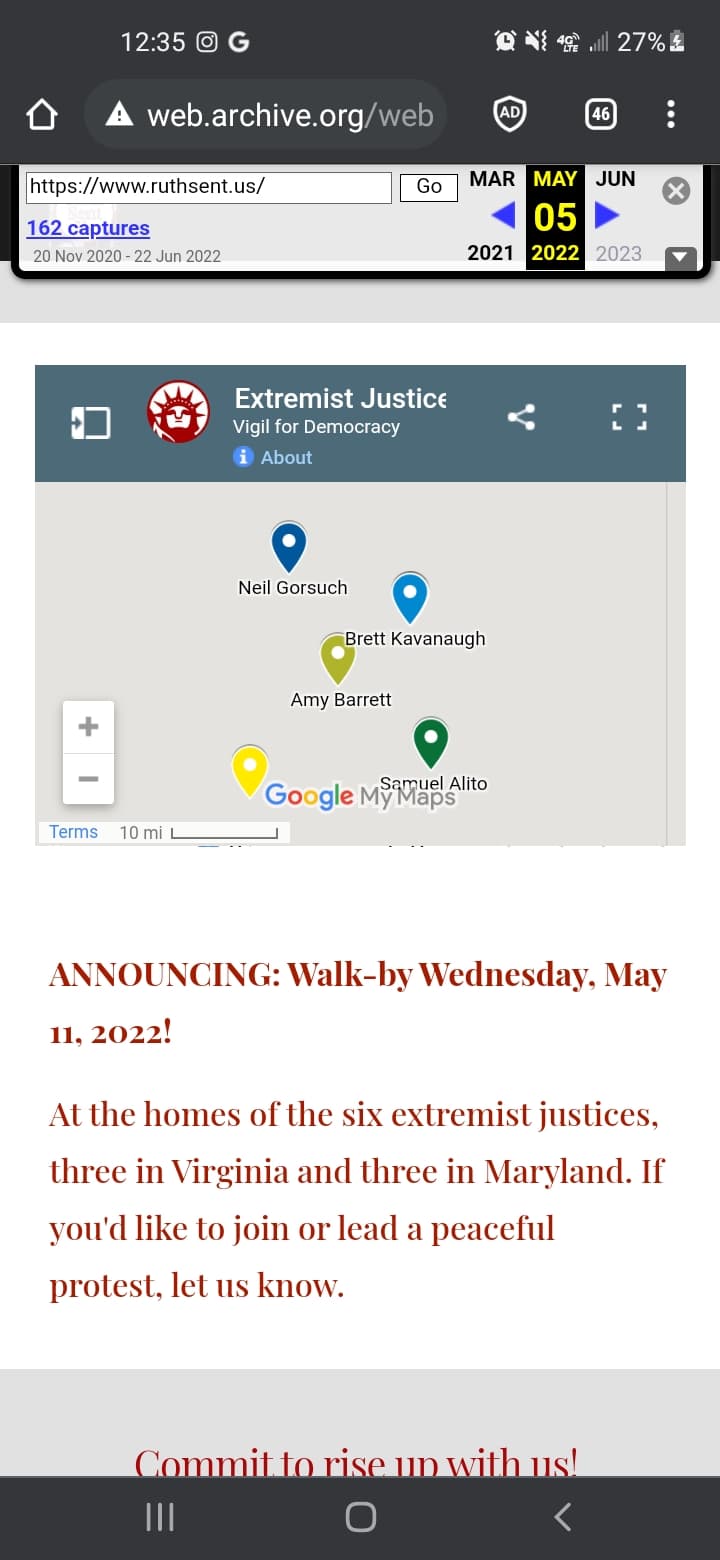 12:35 G 4G LTE 27%
web.archive.org/web AD 46
https://www.ruthsent.us/ Go MAR MAY JUN
162 captures 05
20 Nov 2020 - 22 Jun 2022 2021 2022 2023
Extremist Justice
Vigil for Democracy
i About
Neil Gorsuch
Brett Kavanaugh
Amy Barrett
Samuel Alito
Google My Maps
Terms 10 mi
ANNOUNCING: Walk-by Wednesday, May
11, 2022!
At the homes of the six extremist justices,
three in Virginia and three in Maryland. If
you'd like to join or lead a peaceful
protest, let us know.
Commit to rise up with us!